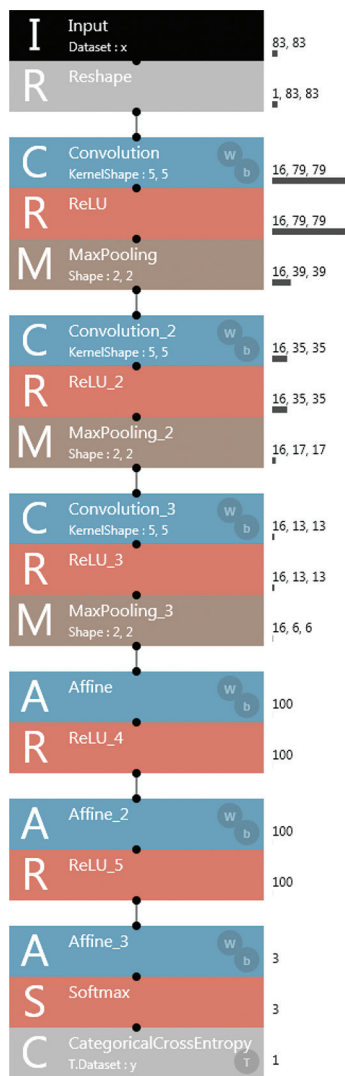 I Input 83, 83
Dataset : x
R Reshape 1, 83, 83
C Convolution W b 16, 79, 79
KernelShape : 5, 5
R ReLU 16, 79, 79
M MaxPooling 16, 39, 39
Shape : 2, 2
C Convolution_2 W b 16, 35, 35
KernelShape : 5, 5
R ReLU_2 16, 35, 35
M MaxPooling_2 16, 17, 17
Shape : 2, 2
C Convolution_3 W b 16, 13, 13
KernelShape : 5, 5
R ReLU_3 16, 13, 13
M MaxPooling_3 16, 6, 6
Shape : 2, 2
A Affine W b 100
R ReLU_4 100
A Affine_2 W b 100
R ReLU_5 100
A Affine_3 W b 3
S Softmax 3
C CategoricalCrossEntropy T 1
T.Dataset : y